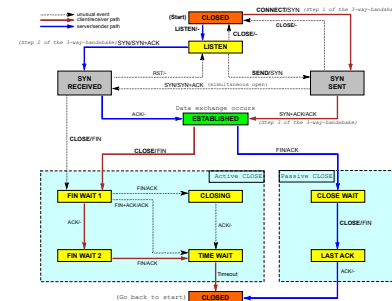 unusual event
client/receiver path
server/sender path
(Start)
CLOSED
CONNECT/SYN (Step 1 of the 3-way-handshake)
CLOSE/-
LISTEN/-
CLOSE/-
(Step 2 of the 3-way-handshake) SYN/SYN+ACK
LISTEN
RST/-
SEND/SYN
SYN RECEIVED
SYN/SYN+ACK (simultaneous open)
SYN SENT
Data exchange occurs
ACK/-
ESTABLISHED
SYN+ACK/ACK
(Step 3 of the 3-way-handshake)
CLOSE/FIN
CLOSE/FIN
FIN/ACK
Active CLOSE
Passive CLOSE
FIN WAIT 1
FIN/ACK
CLOSING
CLOSE WAIT
FIN+ACK/ACK
ACK/-
ACK/-
CLOSE/FIN
FIN WAIT 2
FIN/ACK
TIME WAIT
LAST ACK
Timeout
ACK/-
(Go back to start)
CLOSED